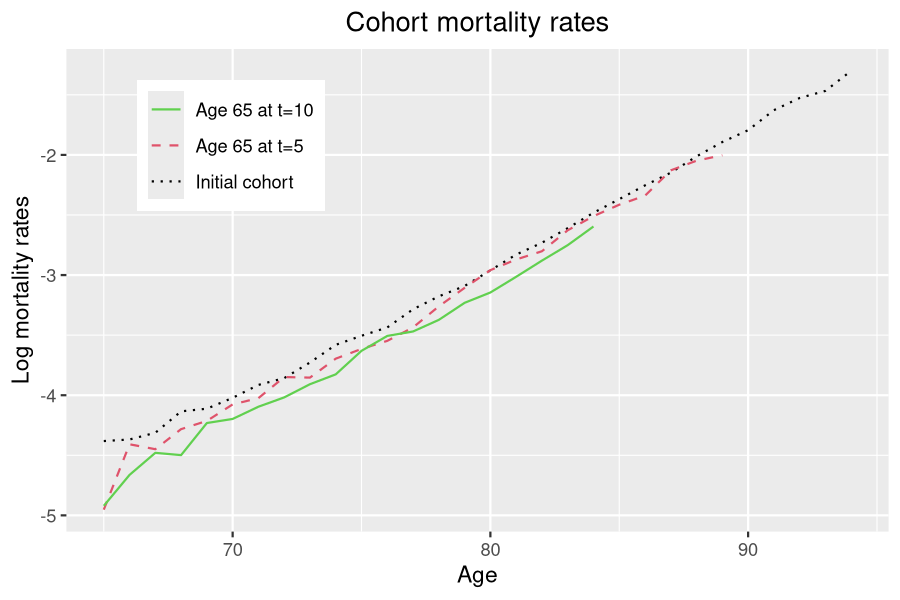 Cohort mortality rates
Age 65 at t=10
Age 65 at t=5
Initial cohort
Log mortality rates
-2
-3
-4
-5
70 80 90
Age